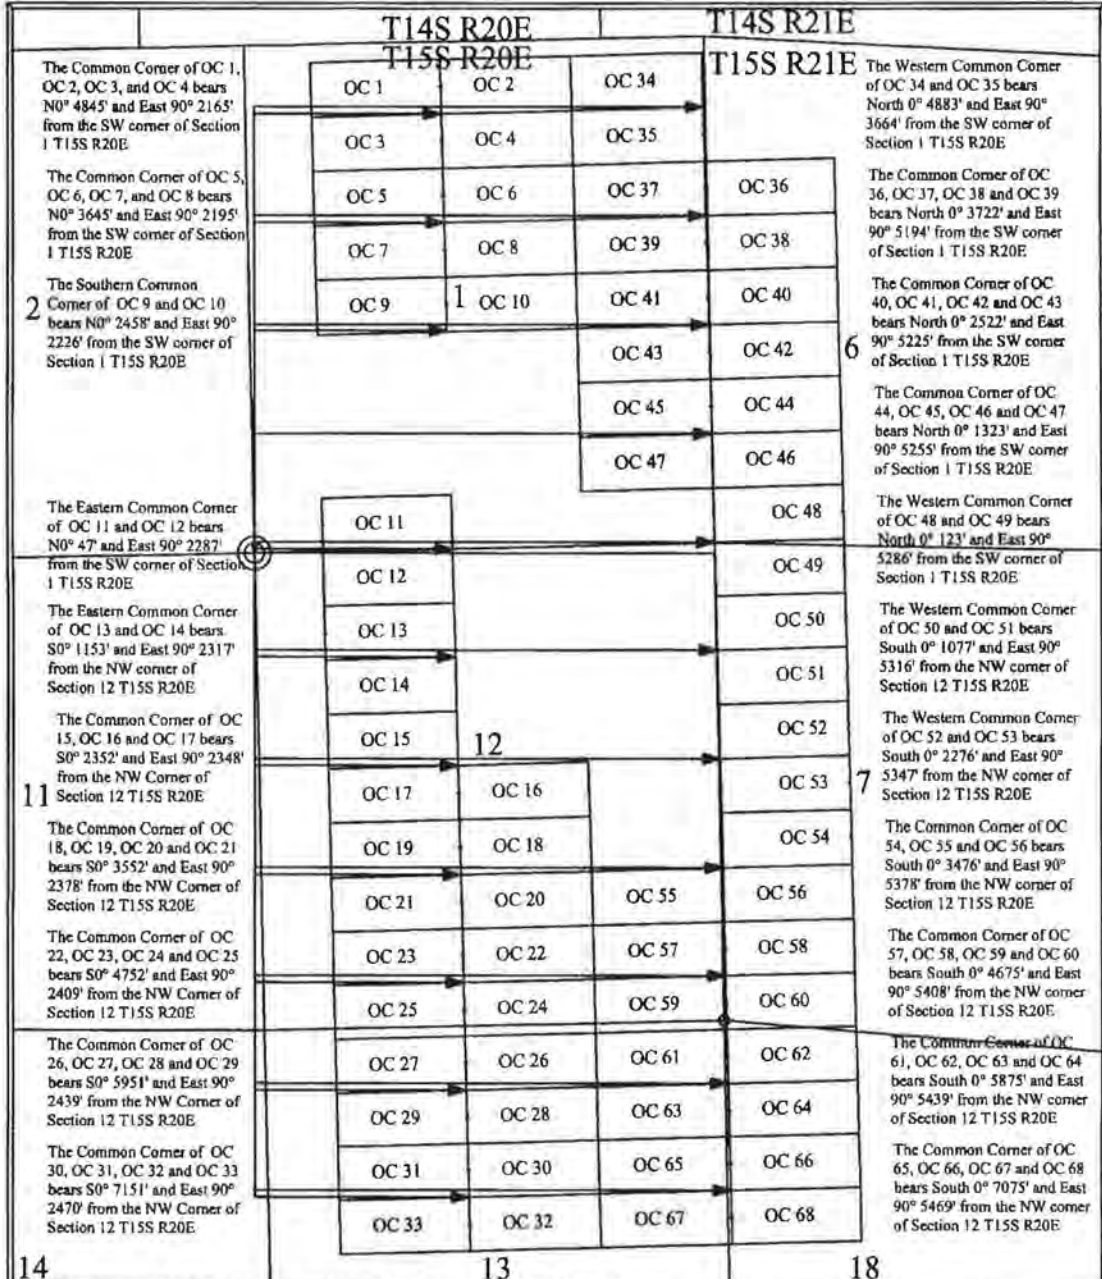 T14S R20E
T14S R21E
T15S R20E
T15S R21E
The Common Corner of OC 1,
OC 2, OC 3, and OC 4 bears
N0° 4845' and East 90° 2165'
from the SW corner of Section
1 T15S R20E
The Common Corner of OC 5,
OC 6, OC 7, and OC 8 bears
N0° 3645' and East 90° 2195'
from the SW corner of Section
1 T15S R20E
The Southern Common
Corner of OC 9 and OC 10
bears N0° 2458' and East 90°
2226' from the SW corner of
Section 1 T15S R20E
2
The Eastern Common Corner
of OC 11 and OC 12 bears
N0° 47' and East 90° 2287'
from the SW corner of Section
1 T15S R20E
The Eastern Common Corner
of OC 13 and OC 14 bears
S0° 1153' and East 90° 2317'
from the NW corner of
Section 12 T15S R20E
The Common Corner of OC
15, OC 16 and OC 17 bears
S0° 2352' and East 90° 2348'
from the NW Corner of
Section 12 T15S R20E
11
The Common Corner of OC
18, OC 19, OC 20 and OC 21
bears S0° 3552' and East 90°
2378' from the NW Corner of
Section 12 T15S R20E
The Common Corner of OC
22, OC 23, OC 24 and OC 25
bears S0° 4752' and East 90°
2409' from the NW Corner of
Section 12 T15S R20E
The Common Corner of OC
26, OC 27, OC 28 and OC 29
bears S0° 5951' and East 90°
2439' from the NW Corner of
Section 12 T15S R20E
The Common Corner of OC
30, OC 31, OC 32 and OC 33
bears S0° 7151' and East 90°
2470' from the NW Corner of
Section 12 T15S R20E
14
OC 1 OC 2 OC 34
OC 3 OC 4 OC 35
OC 5 OC 6 OC 37 OC 36
OC 7 OC 8 OC 39 OC 38
OC 9 1 OC 10 OC 41 OC 40
OC 43 OC 42 6
OC 45 OC 44
OC 47 OC 46
OC 11 OC 48
OC 12 OC 49
OC 13 OC 50
OC 14 OC 51
OC 15 12 OC 52
OC 17 OC 16 OC 53 7
OC 19 OC 18 OC 54
OC 21 OC 20 OC 55 OC 56
OC 23 OC 22 OC 57 OC 58
OC 25 OC 24 OC 59 OC 60
OC 27 OC 26 OC 61 OC 62
OC 29 OC 28 OC 63 OC 64
OC 31 OC 30 OC 65 OC 66
OC 33 OC 32 OC 67 OC 68
13
18
The Western Common Corner
of OC 34 and OC 35 bears
North 0° 4883' and East 90°
3664' from the SW corner of
Section 1 T15S R20E
The Common Corner of OC
36, OC 37, OC 38 and OC 39
bears North 0° 3722' and East
90° 5194' from the SW corner
of Section 1 T15S R20E
The Common Corner of OC
40, OC 41, OC 42 and OC 43
bears North 0° 2522' and East
90° 5225' from the SW corner
of Section 1 T15S R20E
The Common Corner of OC
44, OC 45, OC 46 and OC 47
bears North 0° 1323' and East
90° 5255' from the SW corner
of Section 1 T15S R20E
The Western Common Corner
of OC 48 and OC 49 bears
North 0° 123' and East 90°
5286' from the SW corner of
Section 1 T15S R20E
The Western Common Corner
of OC 50 and OC 51 bears
South 0° 1077' and East 90°
5316' from the NW corner of
Section 12 T15S R20E
The Western Common Corner
of OC 52 and OC 53 bears
South 0° 2276' and East 90°
5347' from the NW corner of
Section 12 T15S R20E
The Common Corner of OC
54, OC 55 and OC 56 bears
South 0° 3476' and East 90°
5378' from the NW corner of
Section 12 T15S R20E
The Common Corner of OC
57, OC 58, OC 59 and OC 60
bears South 0° 4675' and East
90° 5408' from the NW corner
of Section 12 T15S R20E
The Common Corner of OC
61, OC 62, OC 63 and OC 64
bears South 0° 5875' and East
90° 5439' from the NW corner
of Section 12 T15S R20E
The Common Corner of OC
65, OC 66, OC 67 and OC 68
bears South 0° 7075' and East
90° 5469' from the NW corner
of Section 12 T15S R20E